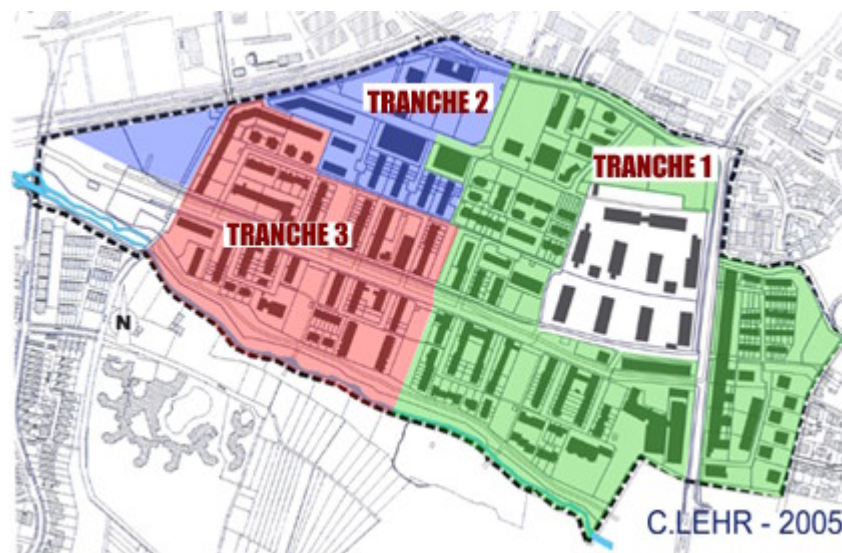 TRANCHE 2
TRANCHE 1
TRANCHE 3
N
C.LEHR - 2005